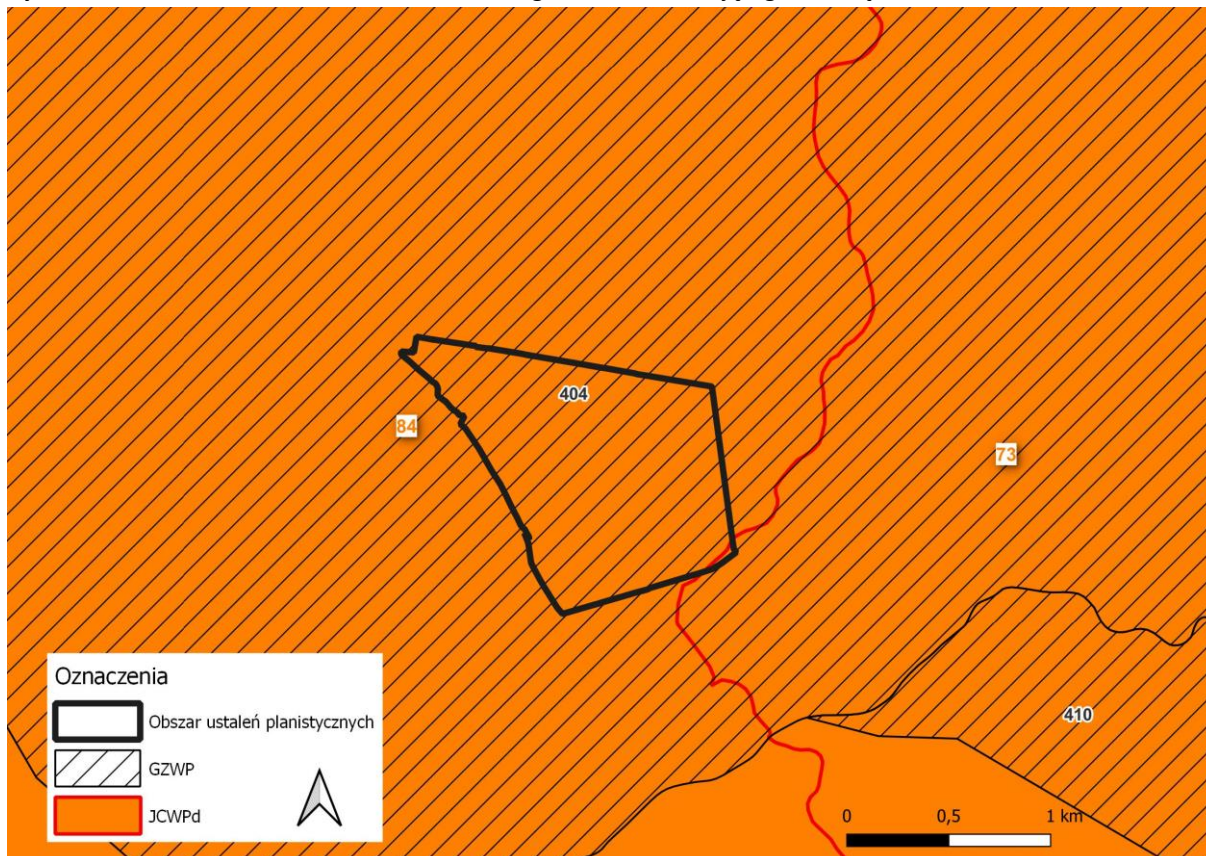 404
84
73
410
Oznaczenia
Obszar ustaleń planistycznych
GZWP
JCWPd
0 0,5 1 km